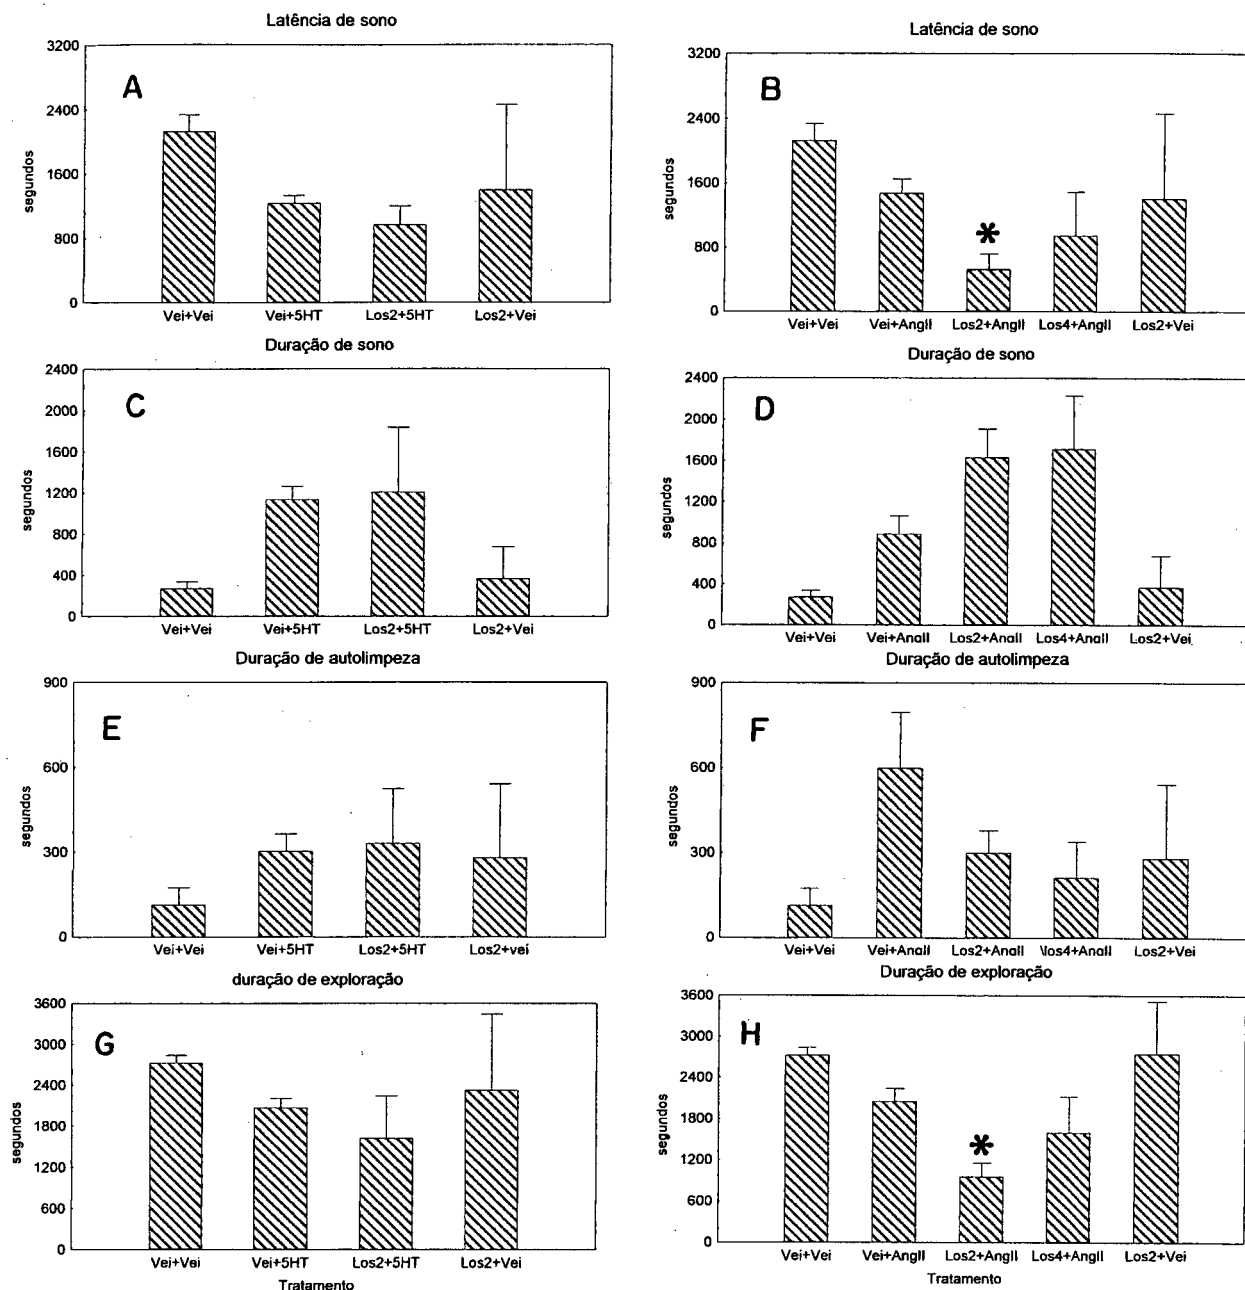 Latência de sono
3200
2400
1600
800
0
segundos
A
Vei+Vei Vei+5HT Los2+5HT Los2+Vei
Latência de sono
3200
2400
1600
800
0
segundos
B
*
Vei+Vei Vei+AngII Los2+AngII Los4+AngII Los2+Vei
Duração de sono
2400
2000
1600
1200
800
400
0
segundos
C
Vei+Vei Vei+5HT Los2+5HT Los2+Vei
Duração de sono
2400
2000
1600
1200
800
400
0
segundos
D
Vei+Vei Vei+AngII Los2+AngII Los4+AngII Los2+Vei
Duração de autolimpeza
900
600
300
0
segundos
E
Vei+Vei Vei+5HT Los2+5HT Los2+vei
Duração de autolimpeza
900
600
300
0
segundos
F
Vei+Vei Vei+AngII Los2+AngII los4+AngII Los2+Vei
duração de exploração
3600
3000
2400
1800
1200
600
0
segundos
G
Vei+Vei Vei+5HT Los2+5HT Los2+Vei
Tratamento
Duração de exploração
3600
3000
2400
1800
1200
600
0
segundos
H
*
Vei+Vei Vei+AngII Los2+AngII Los4+AngII Los2+Vei
Tratamento